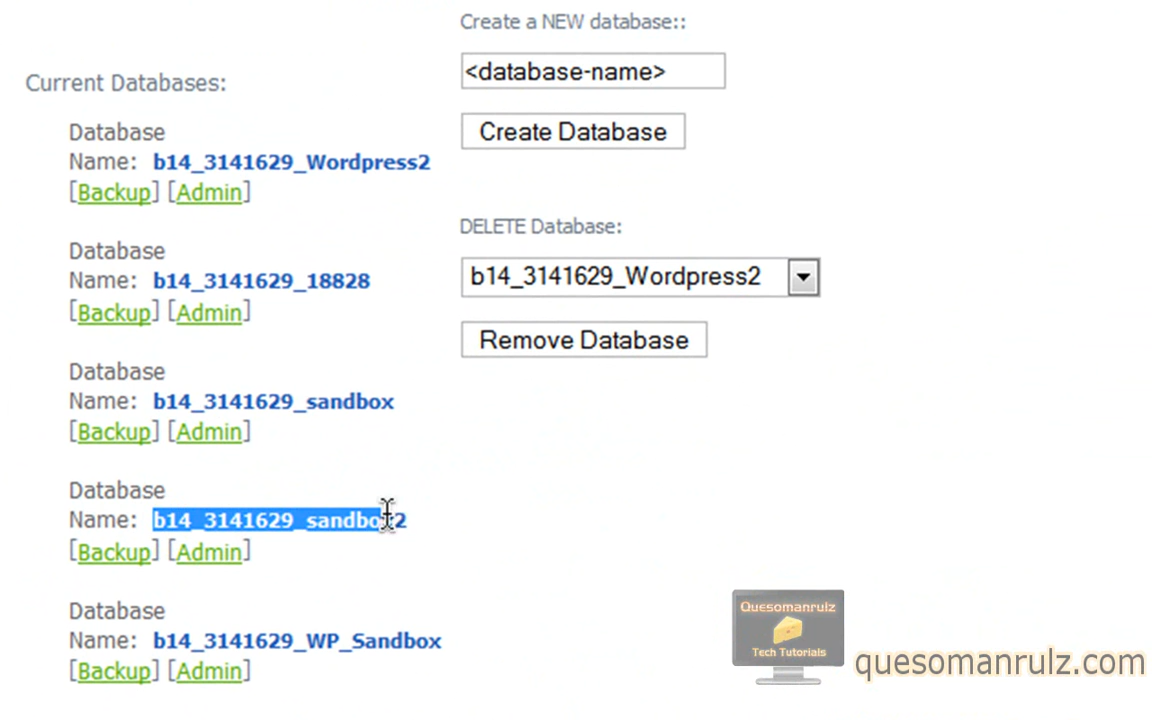 Create a NEW database::
<database-name>
Create Database
Current Databases:
Database
Name: b14_3141629_Wordpress2
[Backup] [Admin]
Database
Name: b14_3141629_18828
[Backup] [Admin]
Database
Name: b14_3141629_sandbox
[Backup] [Admin]
Database
Name: b14_3141629_sandbox2
[Backup] [Admin]
Database
Name: b14_3141629_WP_Sandbox
[Backup] [Admin]
DELETE Database:
b14_3141629_Wordpress2
Remove Database
Quesomanrulz
Tech Tutorials
quesomanrulz.com